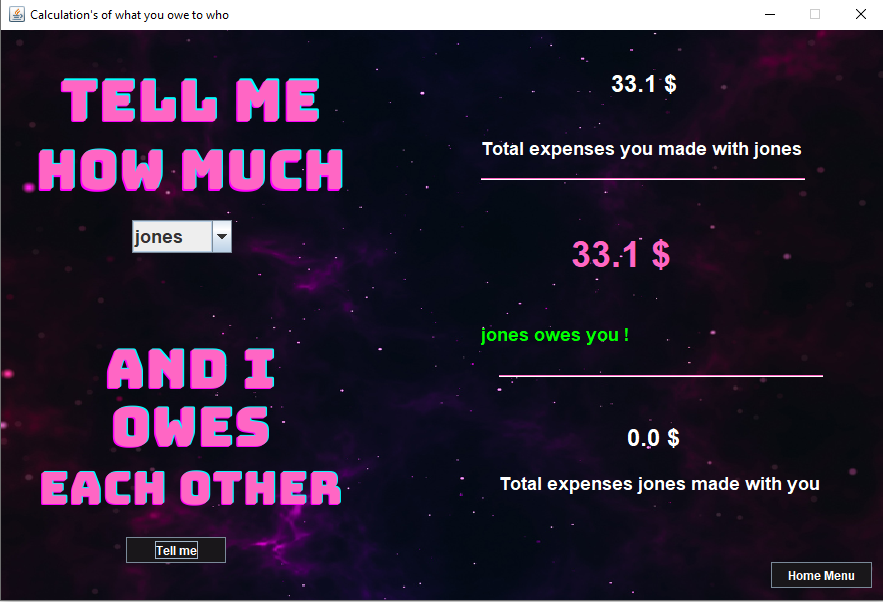 Calculation's of what you owe to who
TELL ME
HOW MUCH
jones
AND I
OWES
EACH OTHER
Tell me
33.1 $
Total expenses you made with jones
33.1 $
jones owes you !
0.0 $
Total expenses jones made with you
Home Menu